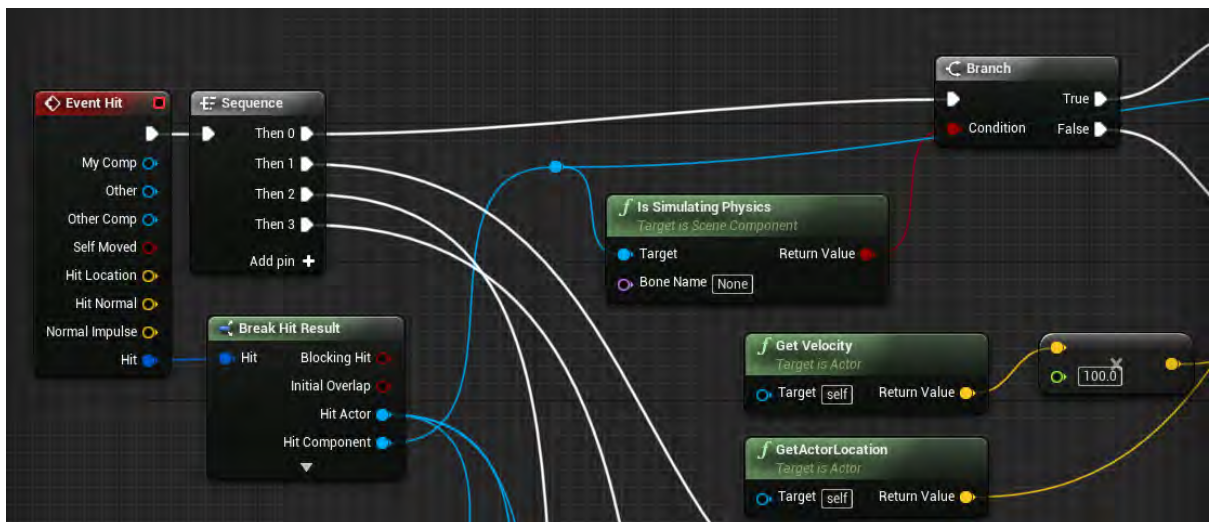 Event Hit
My Comp
Other
Other Comp
Self Moved
Hit Location
Hit Normal
Normal Impulse
Hit
Sequence
Then 0
Then 1
Then 2
Then 3
Add pin +
Break Hit Result
Hit
Blocking Hit
Initial Overlap
Hit Actor
Hit Component
f Is Simulating Physics
Target is Scene Component
Target Return Value
Bone Name None
Branch
True
Condition False
f Get Velocity
Target is Actor
Target self Return Value
X
100.0
f GetActorLocation
Target is Actor
Target self Return Value